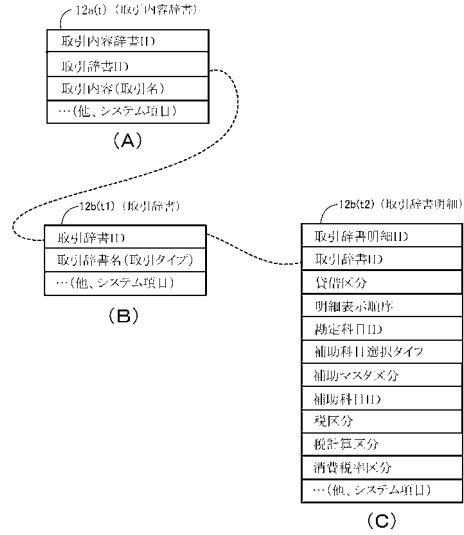 12a(t)（取引内容辞書）
取引内容辞書ID
取引辞書ID
取引内容(取引名)
…(他、システム項目)
(A)
12b(t1)（取引辞書）
取引辞書ID
取引辞書名(取引タイプ)
…(他、システム項目)
(B)
12b(t2)（取引辞書明細）
取引辞書明細ID
取引辞書ID
貸借区分
明細表示順序
勘定科目ID
補助科目選択タイプ
補助マスタ区分
補助科目ID
税区分
税計算区分
消費税率区分
…(他、システム項目)
(C)